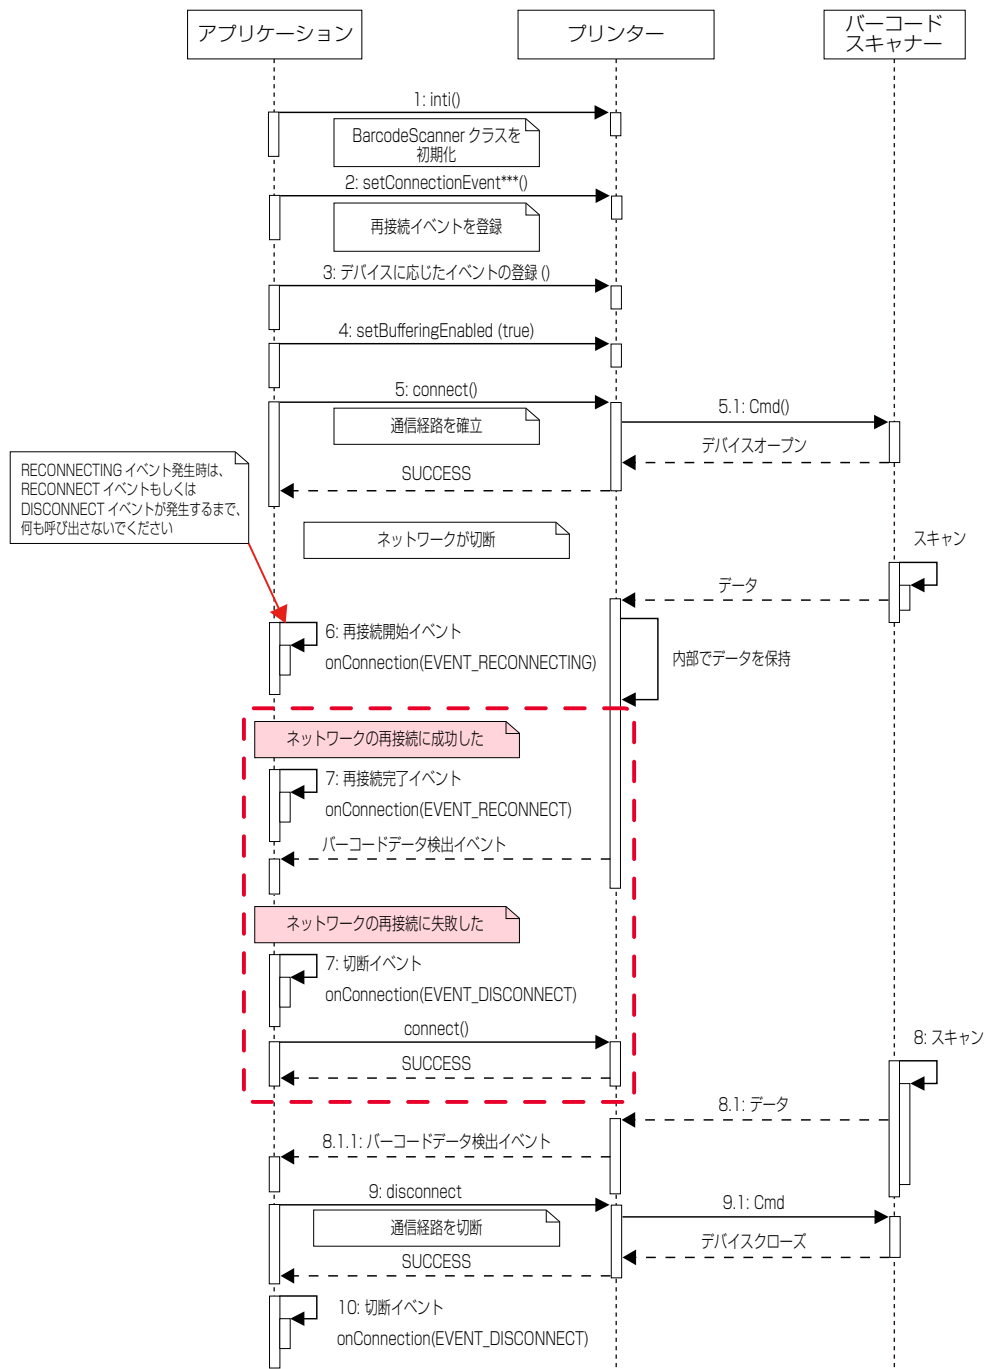 アプリケーション
プリンター
バーコード
スキャナー
1: inti()
BarcodeScanner クラスを
初期化
2: setConnectionEvent***()
再接続イベントを登録
3: デバイスに応じたイベントの登録 ()
4: setBufferingEnabled (true)
5: connect()
5.1: Cmd()
通信経路を確立
デバイスオープン
SUCCESS
RECONNECTING イベント発生時は、
RECONNECT イベントもしくは
DISCONNECT イベントが発生するまで、
何も呼び出さないでください
ネットワークが切断
スキャン
データ
6: 再接続開始イベント
onConnection(EVENT_RECONNECTING)
内部でデータを保持
ネットワークの再接続に成功した
7: 再接続完了イベント
onConnection(EVENT_RECONNECT)
バーコードデータ検出イベント
ネットワークの再接続に失敗した
7: 切断イベント
onConnection(EVENT_DISCONNECT)
connect()
8: スキャン
SUCCESS
8.1: データ
8.1.1: バーコードデータ検出イベント
9: disconnect
9.1: Cmd
通信経路を切断
デバイスクローズ
SUCCESS
10: 切断イベント
onConnection(EVENT_DISCONNECT)